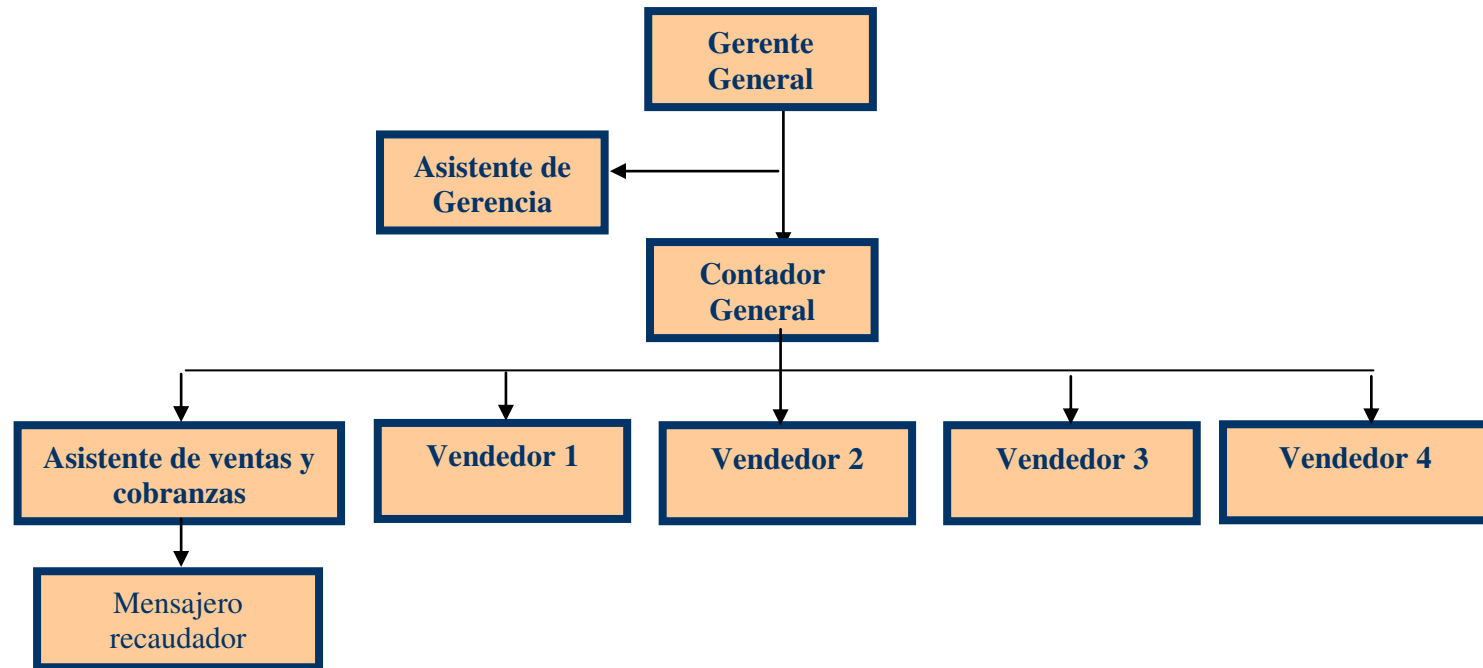 Gerente
General
Asistente de
Gerencia
Contador
General
Asistente de ventas y
cobranzas
Vendedor 1
Vendedor 2
Vendedor 3
Vendedor 4
Mensajero
recaudador